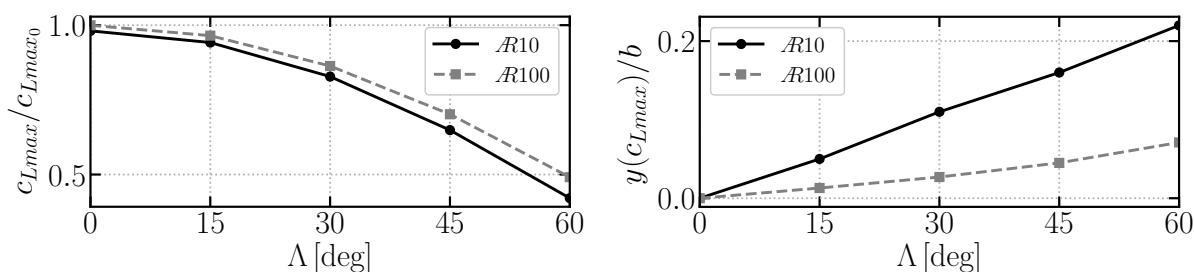 c_{Lmax}/c_{Lmax_0}
1.0
0.5
ÆR10
ÆR100
0 15 30 45 60
Λ [deg]
y(c_{Lmax})/b
0.2
0.0
ÆR10
ÆR100
0 15 30 45 60
Λ [deg]